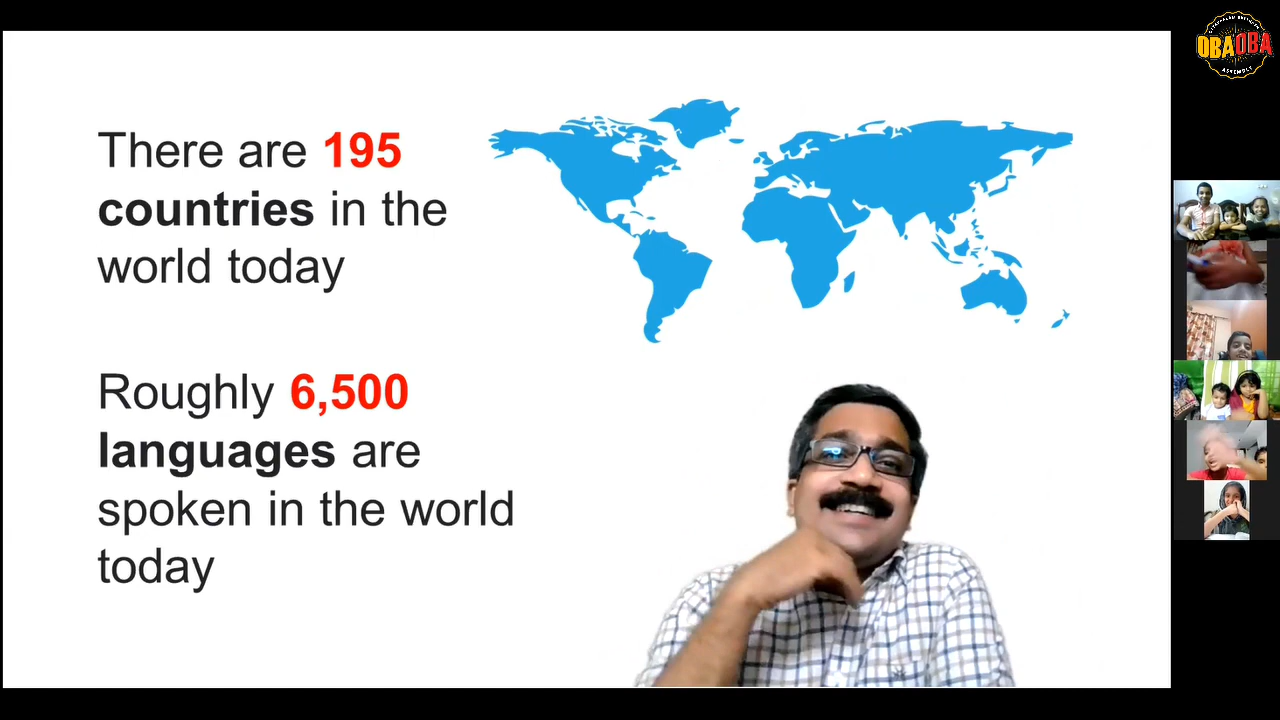 There are 195
countries in the
world today
Roughly 6,500
languages are
spoken in the world
today
OBAOBA
ASSEMBLY